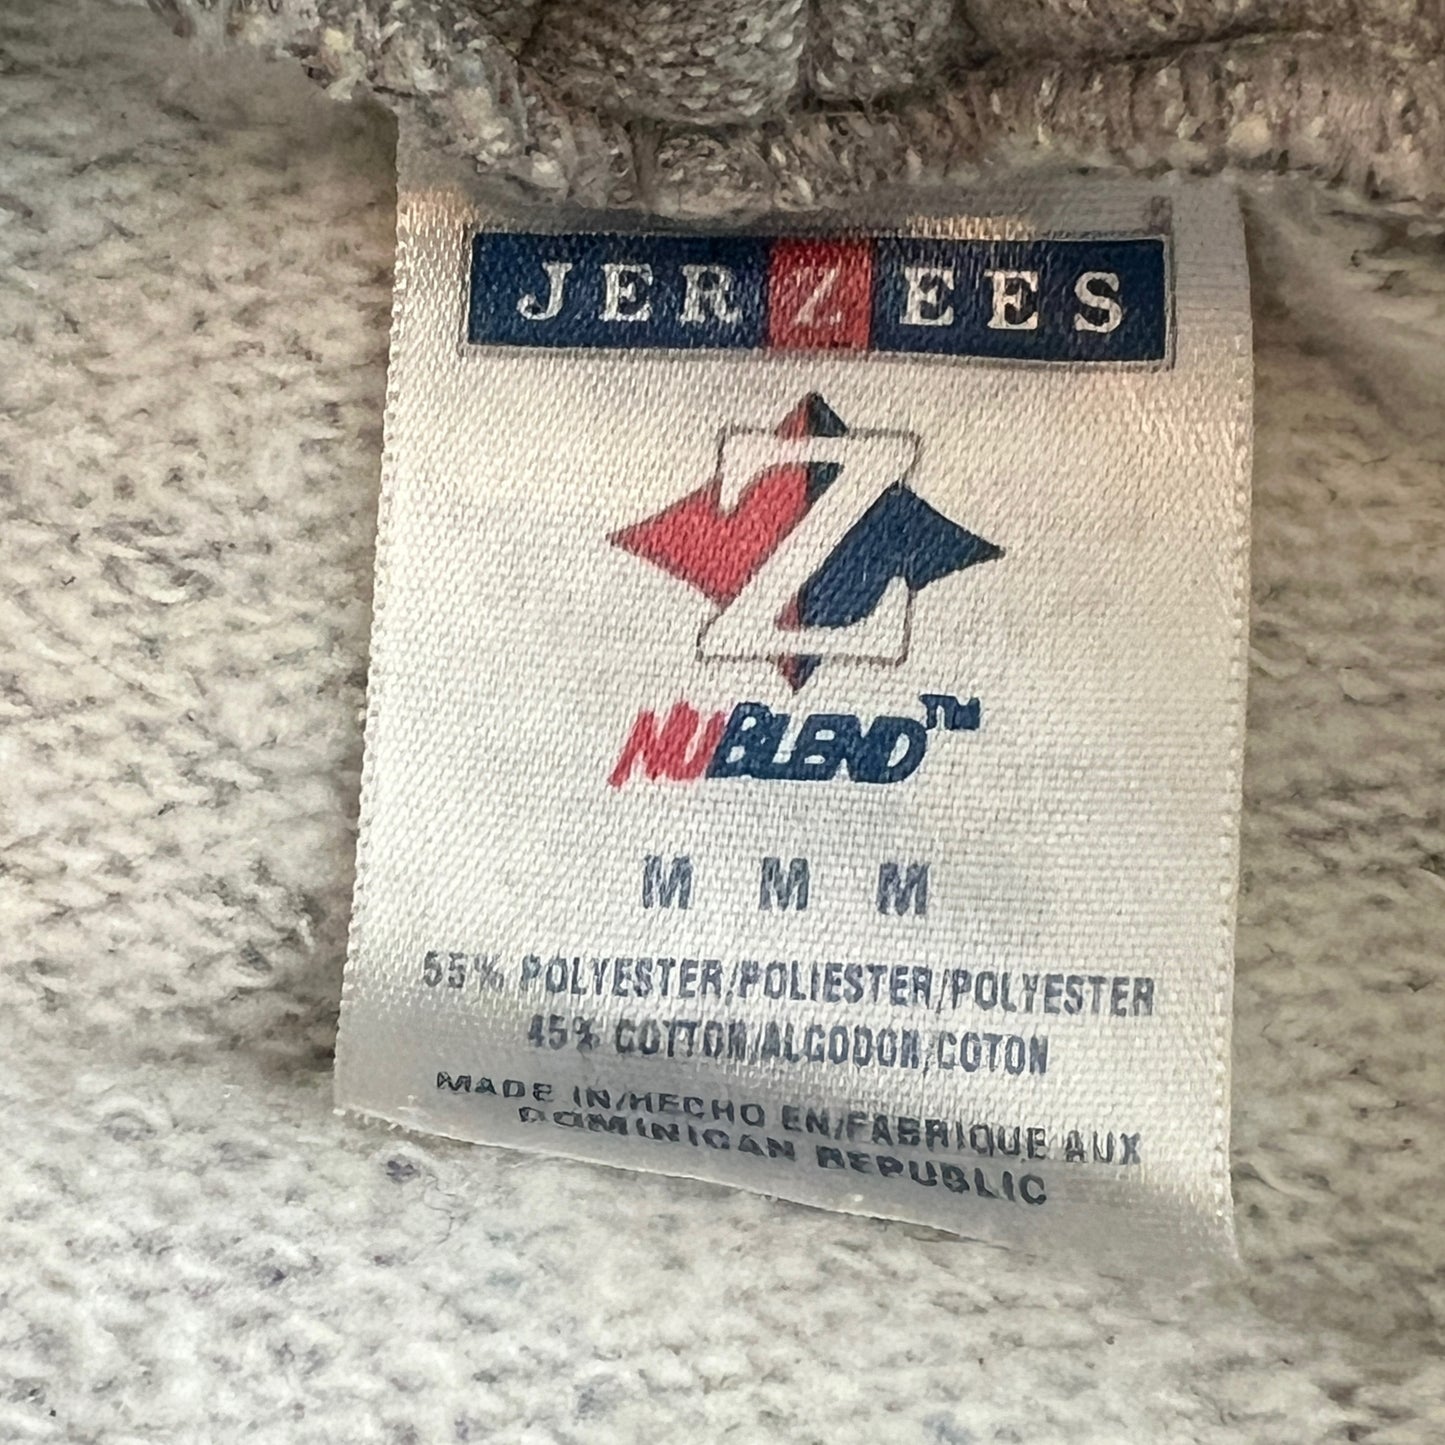 JERZEES
Z
NUBLEND™
M M M
55% POLYESTER/POLIESTER/POLYESTER
45% COTTON/ALGODON/COTON
MADE IN/HECHO EN/FABRIQUE AUX
DOMINICAN REPUBLIC